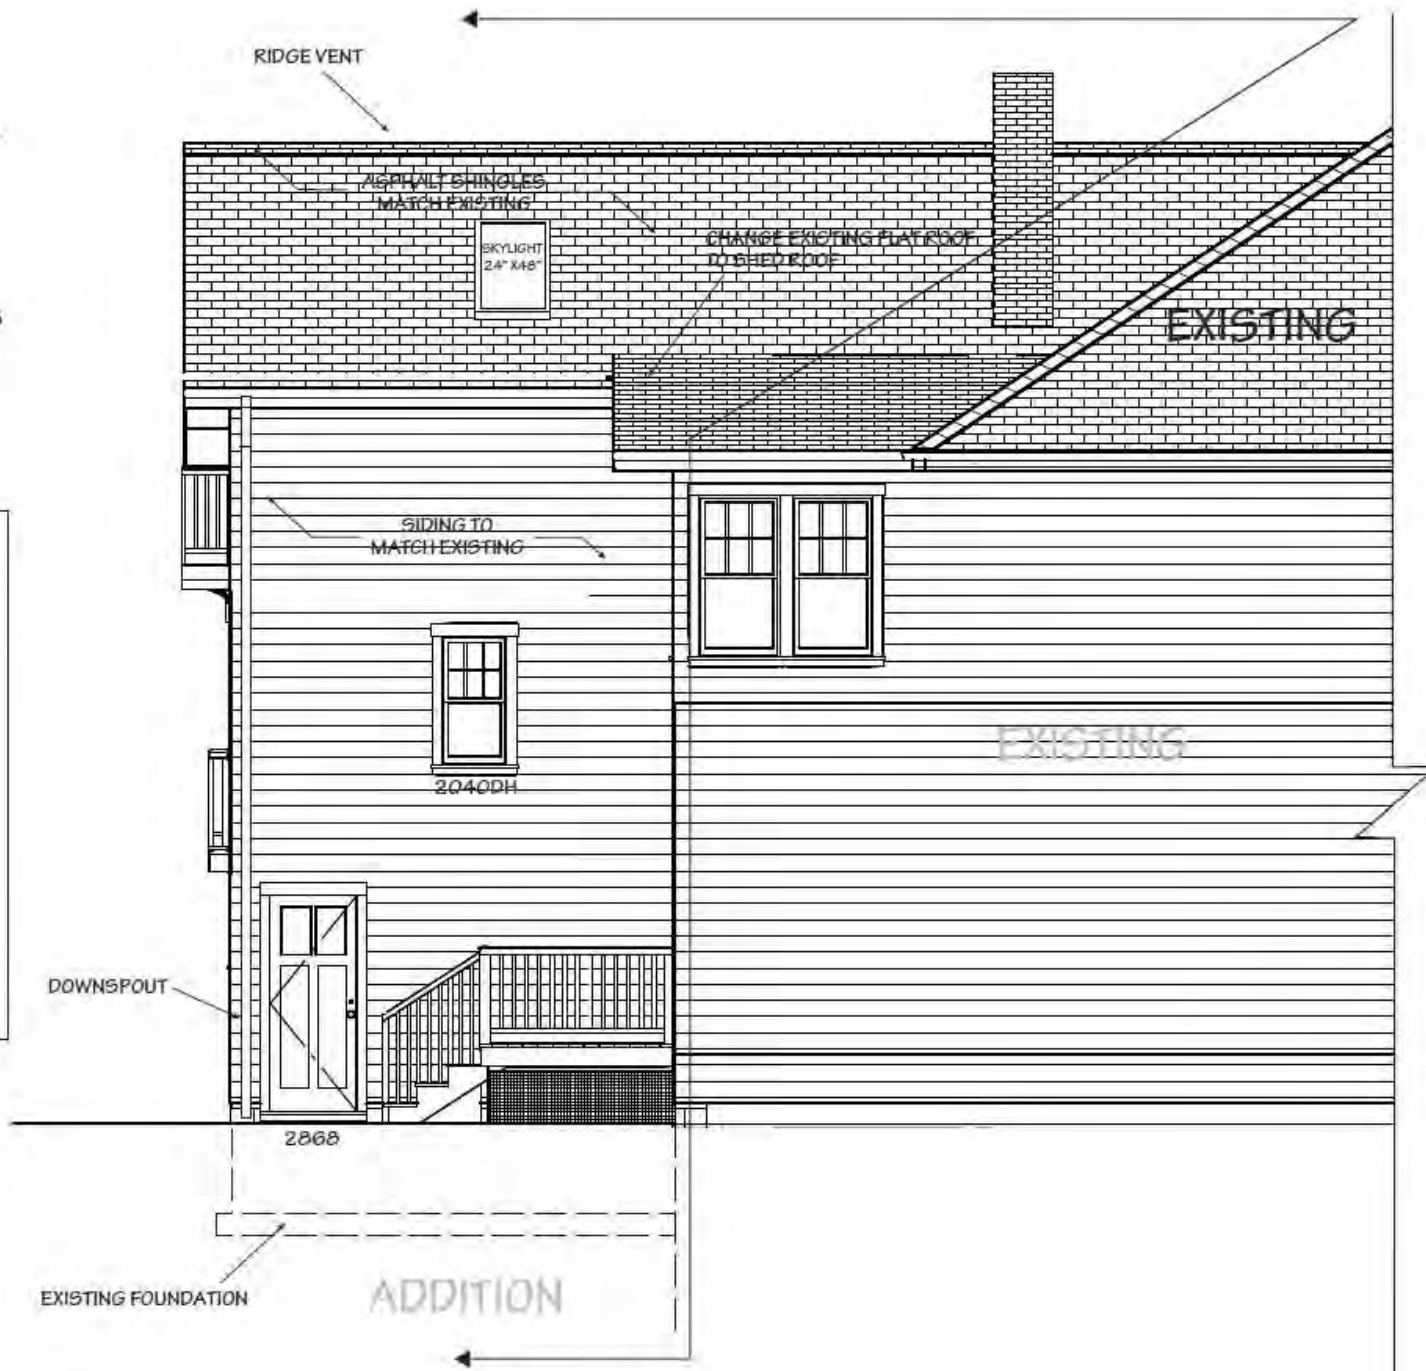 RIDGE VENT
ASPHALT SHINGLES
MATCH EXISTING
SKYLIGHT
24" X48"
CHANGE EXISTING FLAT ROOF
TO SHED ROOF
EXISTING
SIDING TO
MATCH EXISTING
EXISTING
2040DH
DOWNSPOUT
2868
EXISTING FOUNDATION
ADDITION